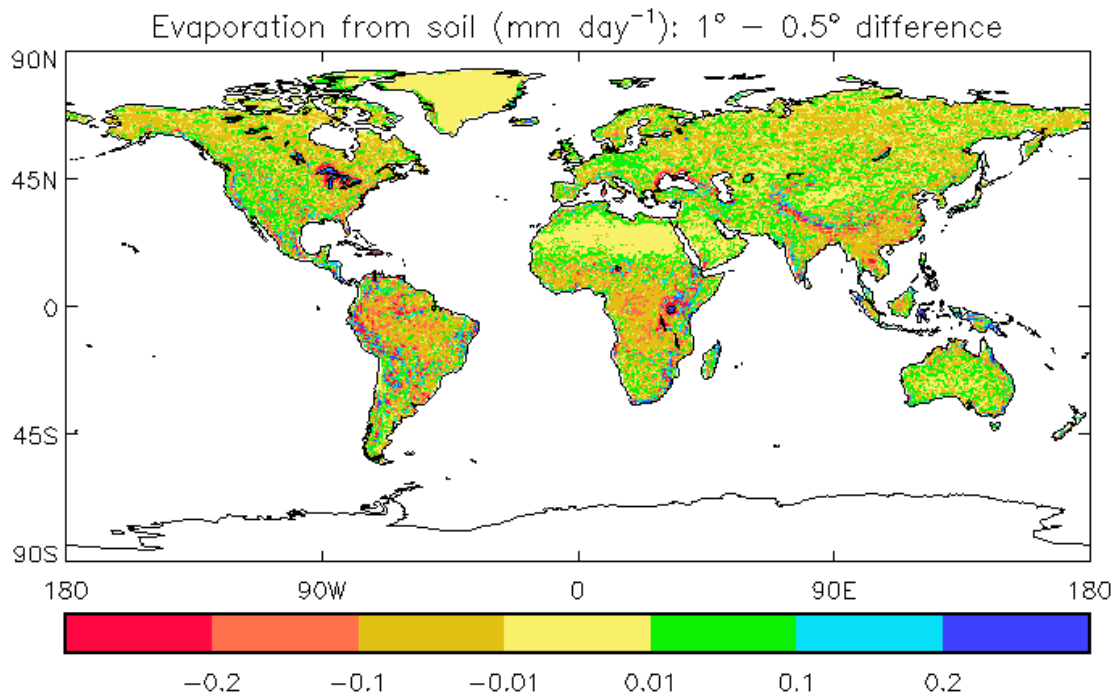 Evaporation from soil (mm day⁻¹): 1° − 0.5° difference
90N
45N
0
45S
90S
180 90W 0 90E 180
−0.2 −0.1 −0.01 0.01 0.1 0.2